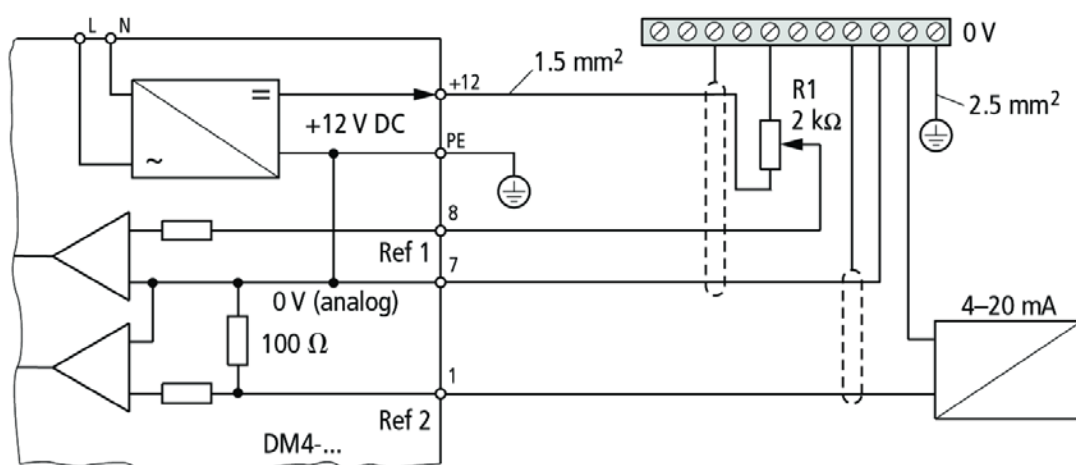 L N
0 V
1.5 mm²
+12
R1
2 kΩ
2.5 mm²
=
+12 V DC
PE
~
8
Ref 1
7
0 V (analog)
4–20 mA
100 Ω
1
Ref 2
DM4-...